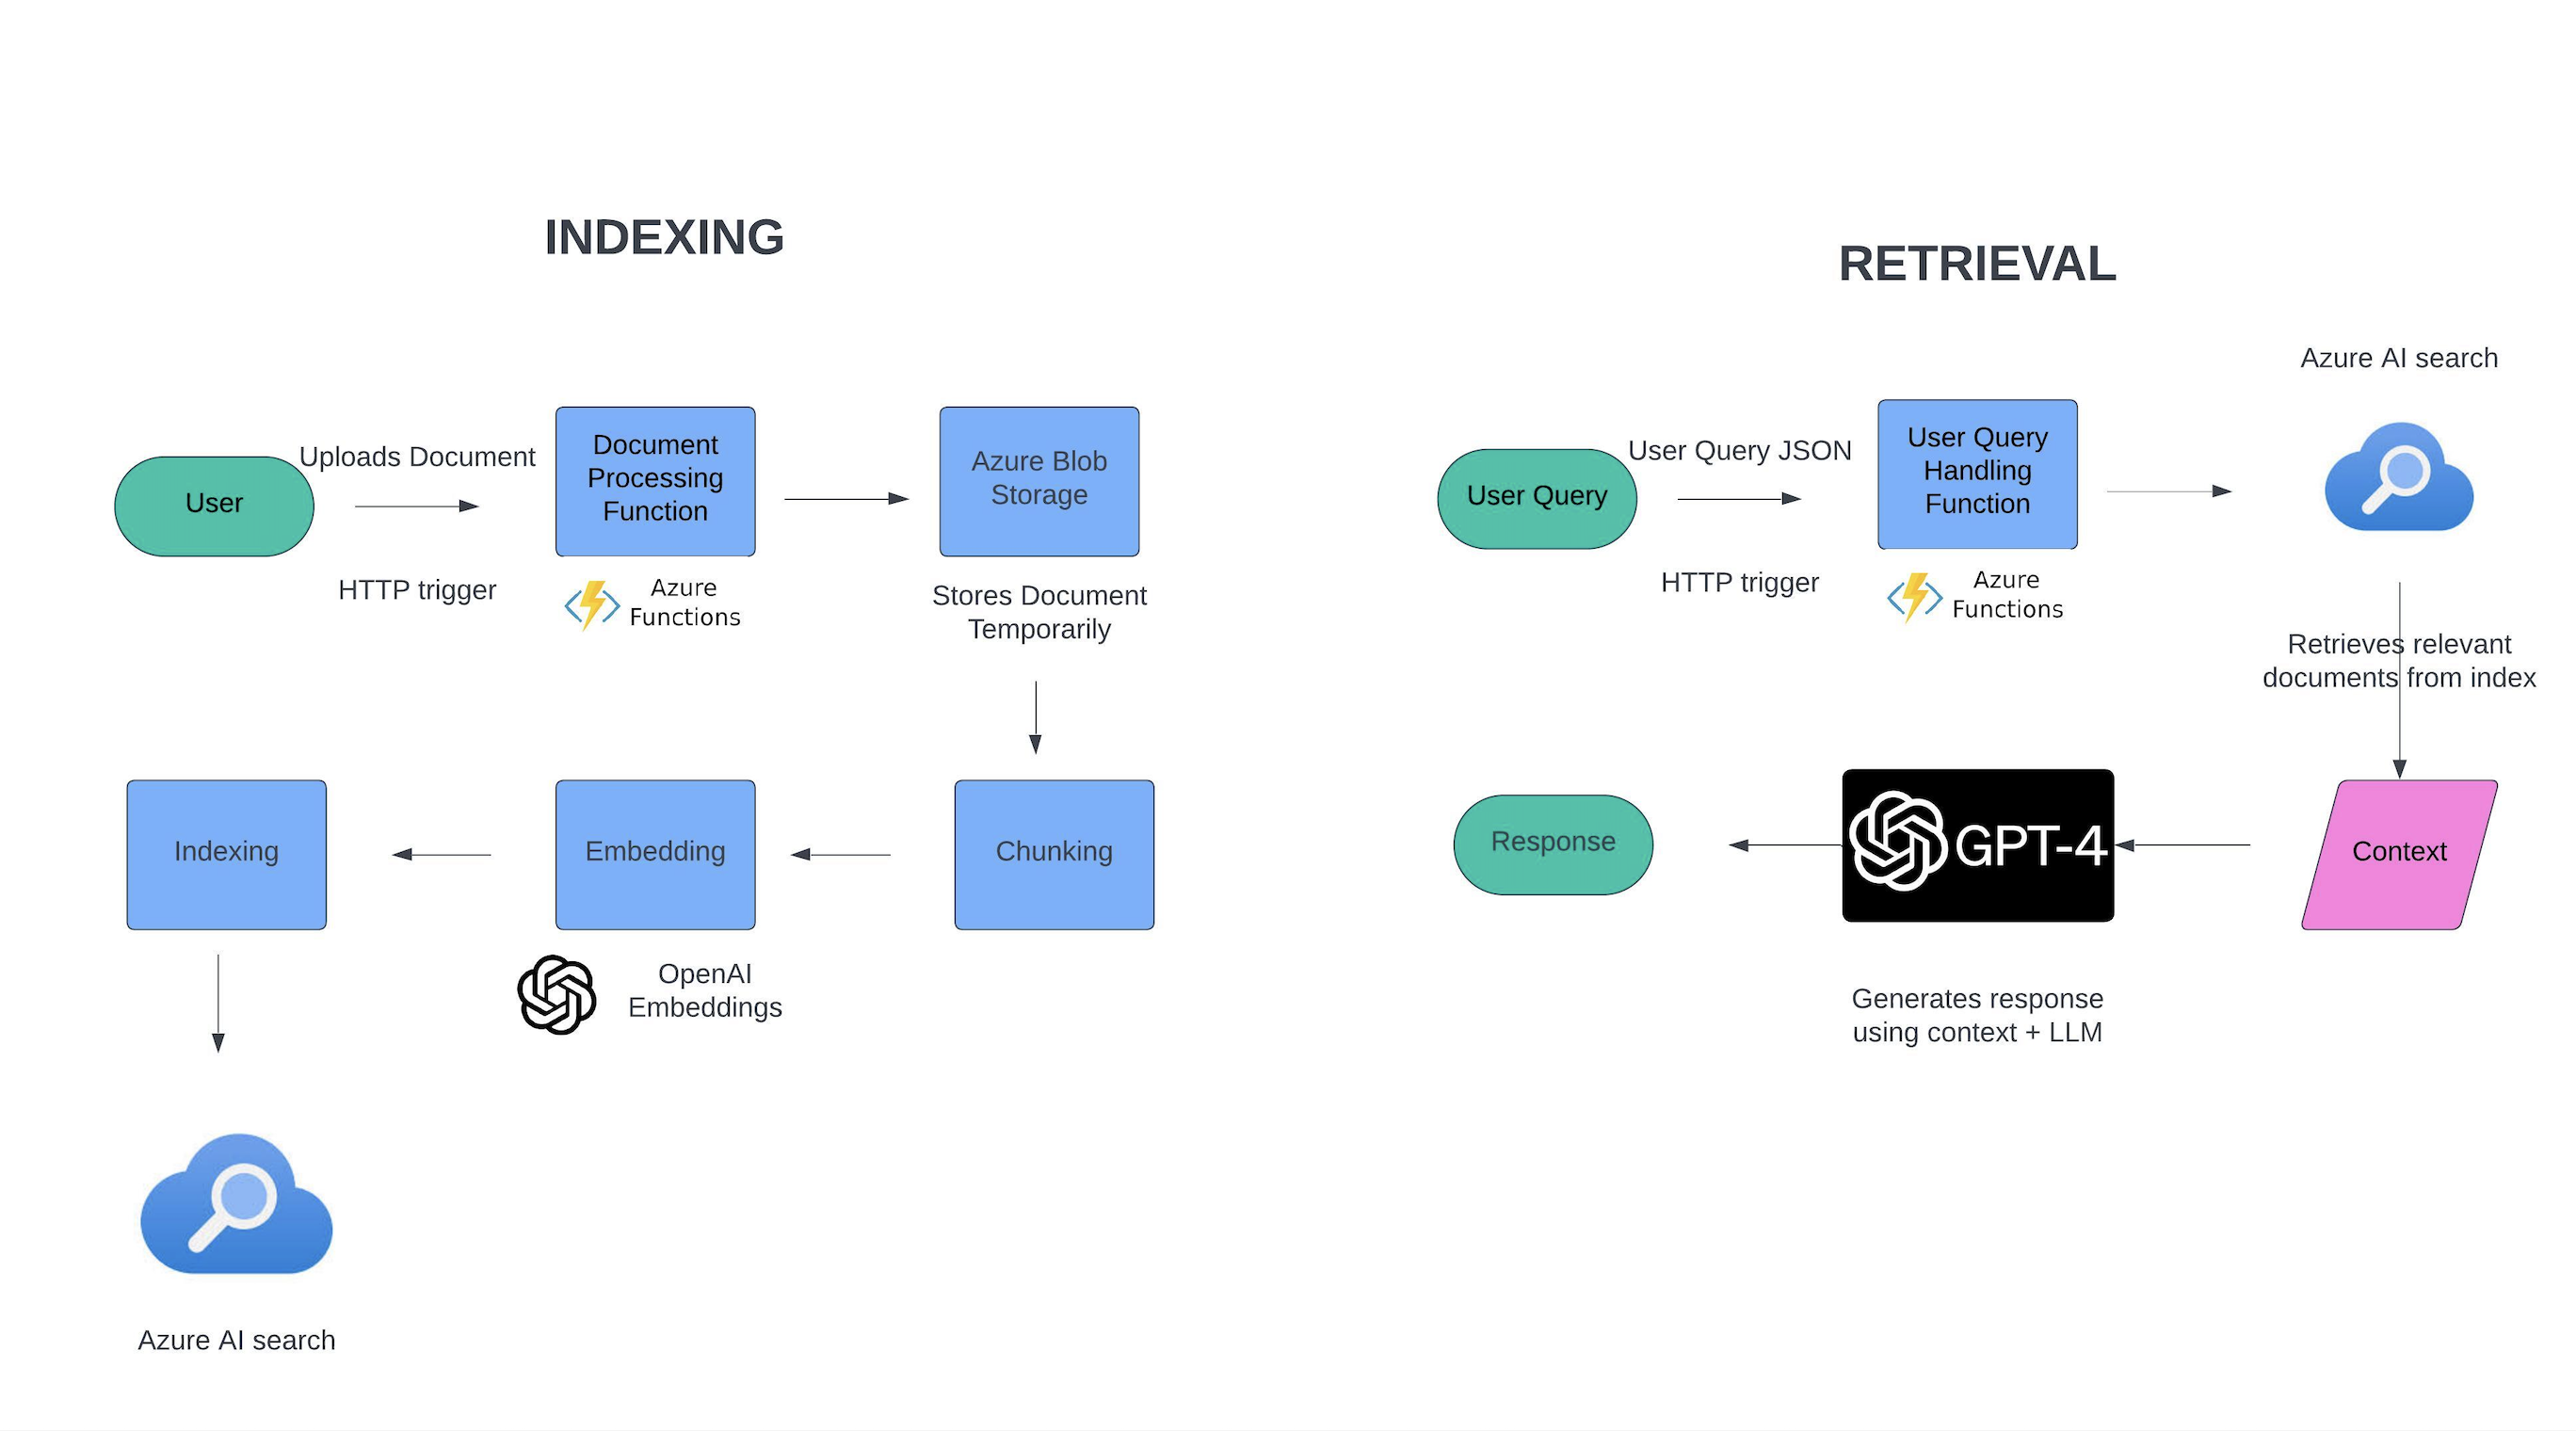 INDEXING
User
Uploads Document
HTTP trigger
Document
Processing
Function
Azure
Functions
Azure Blob
Storage
Stores Document
Temporarily
Chunking
Embedding
OpenAI
Embeddings
Indexing
Azure AI search
RETRIEVAL
User Query
User Query JSON
HTTP trigger
User Query
Handling
Function
Azure
Functions
Azure AI search
Retrieves relevant
documents from index
Context
GPT-4
Generates response
using context + LLM
Response